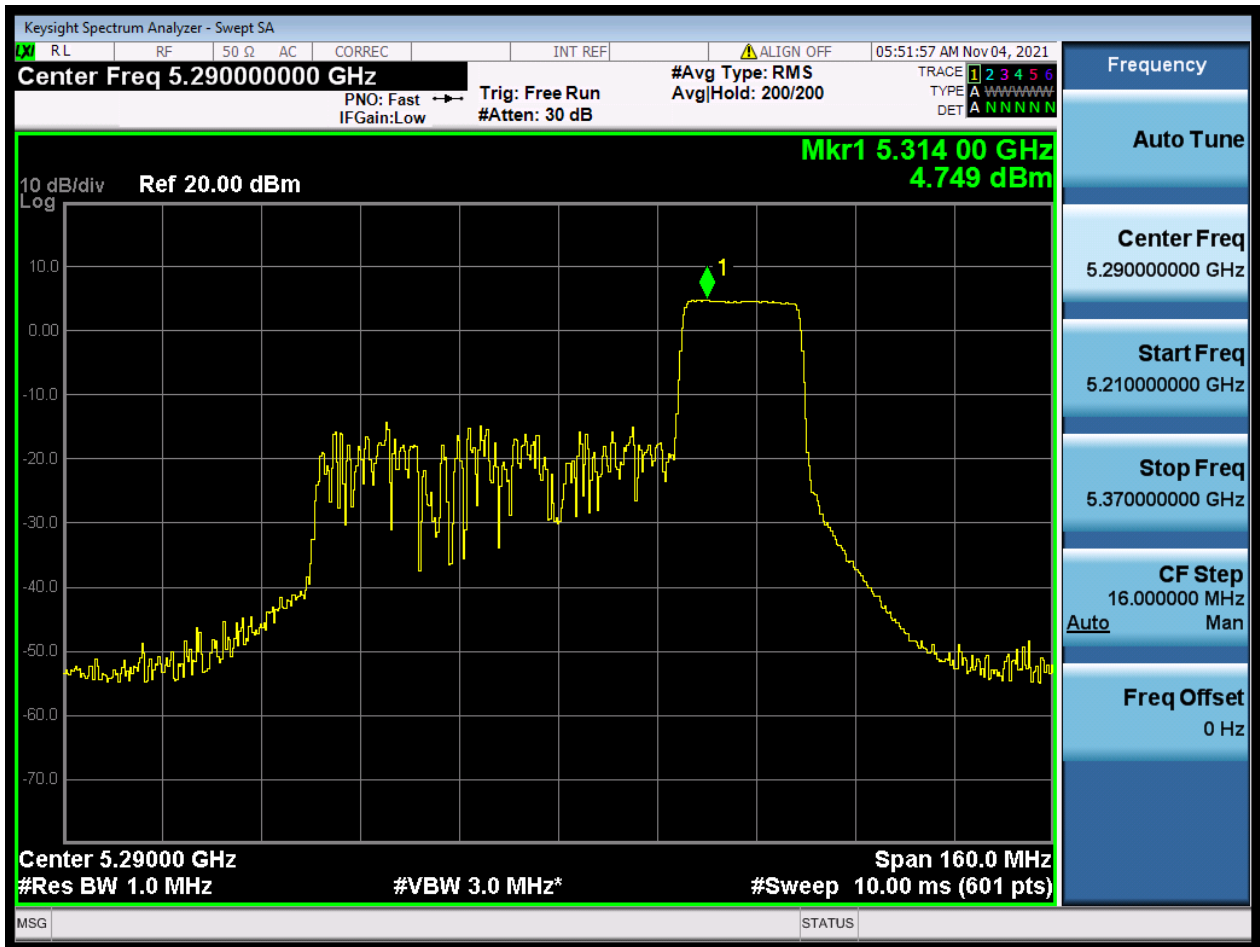 Keysight Spectrum Analyzer - Swept SA
LXI RL RF 50 Ω AC CORREC INT REF ALIGN OFF 05:51:57 AM Nov 04, 2021
Center Freq 5.290000000 GHz
PNO: Fast
IFGain:Low
Trig: Free Run
#Atten: 30 dB
#Avg Type: RMS
Avg|Hold: 200/200
TRACE 1 2 3 4 5 6
TYPE A WWWWW
DET A N N N N N
Mkr1 5.314 00 GHz
4.749 dBm
10 dB/div Ref 20.00 dBm
Log
1
10.0
0.00
-10.0
-20.0
-30.0
-40.0
-50.0
-60.0
-70.0
Center 5.29000 GHz Span 160.0 MHz
#Res BW 1.0 MHz #VBW 3.0 MHz* #Sweep 10.00 ms (601 pts)
MSG STATUS
Frequency
Auto Tune
Center Freq
5.290000000 GHz
Start Freq
5.210000000 GHz
Stop Freq
5.370000000 GHz
CF Step
16.000000 MHz
Auto Man
Freq Offset
0 Hz